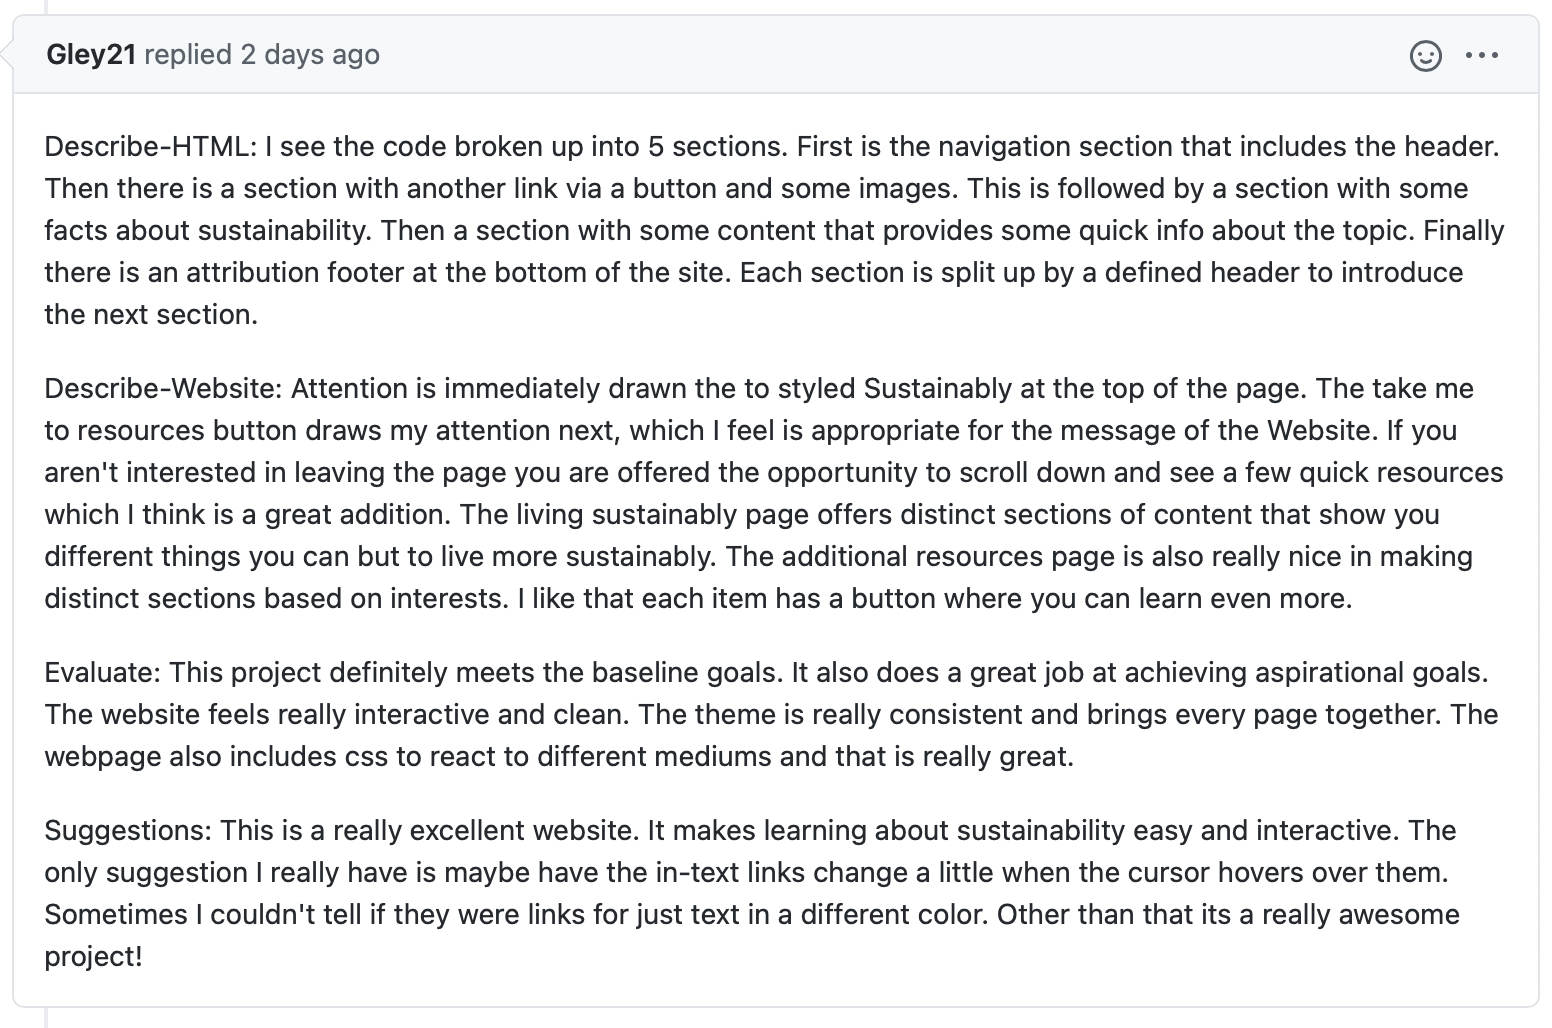 Gley21 replied 2 days ago
Describe-HTML: I see the code broken up into 5 sections. First is the navigation section that includes the header.
Then there is a section with another link via a button and some images. This is followed by a section with some
facts about sustainability. Then a section with some content that provides some quick info about the topic. Finally
there is an attribution footer at the bottom of the site. Each section is split up by a defined header to introduce
the next section.
Describe-Website: Attention is immediately drawn the to styled Sustainably at the top of the page. The take me
to resources button draws my attention next, which I feel is appropriate for the message of the Website. If you
aren't interested in leaving the page you are offered the opportunity to scroll down and see a few quick resources
which I think is a great addition. The living sustainably page offers distinct sections of content that show you
different things you can but to live more sustainably. The additional resources page is also really nice in making
distinct sections based on interests. I like that each item has a button where you can learn even more.
Evaluate: This project definitely meets the baseline goals. It also does a great job at achieving aspirational goals.
The website feels really interactive and clean. The theme is really consistent and brings every page together. The
webpage also includes css to react to different mediums and that is really great.
Suggestions: This is a really excellent website. It makes learning about sustainability easy and interactive. The
only suggestion I really have is maybe have the in-text links change a little when the cursor hovers over them.
Sometimes I couldn't tell if they were links for just text in a different color. Other than that its a really awesome
project!